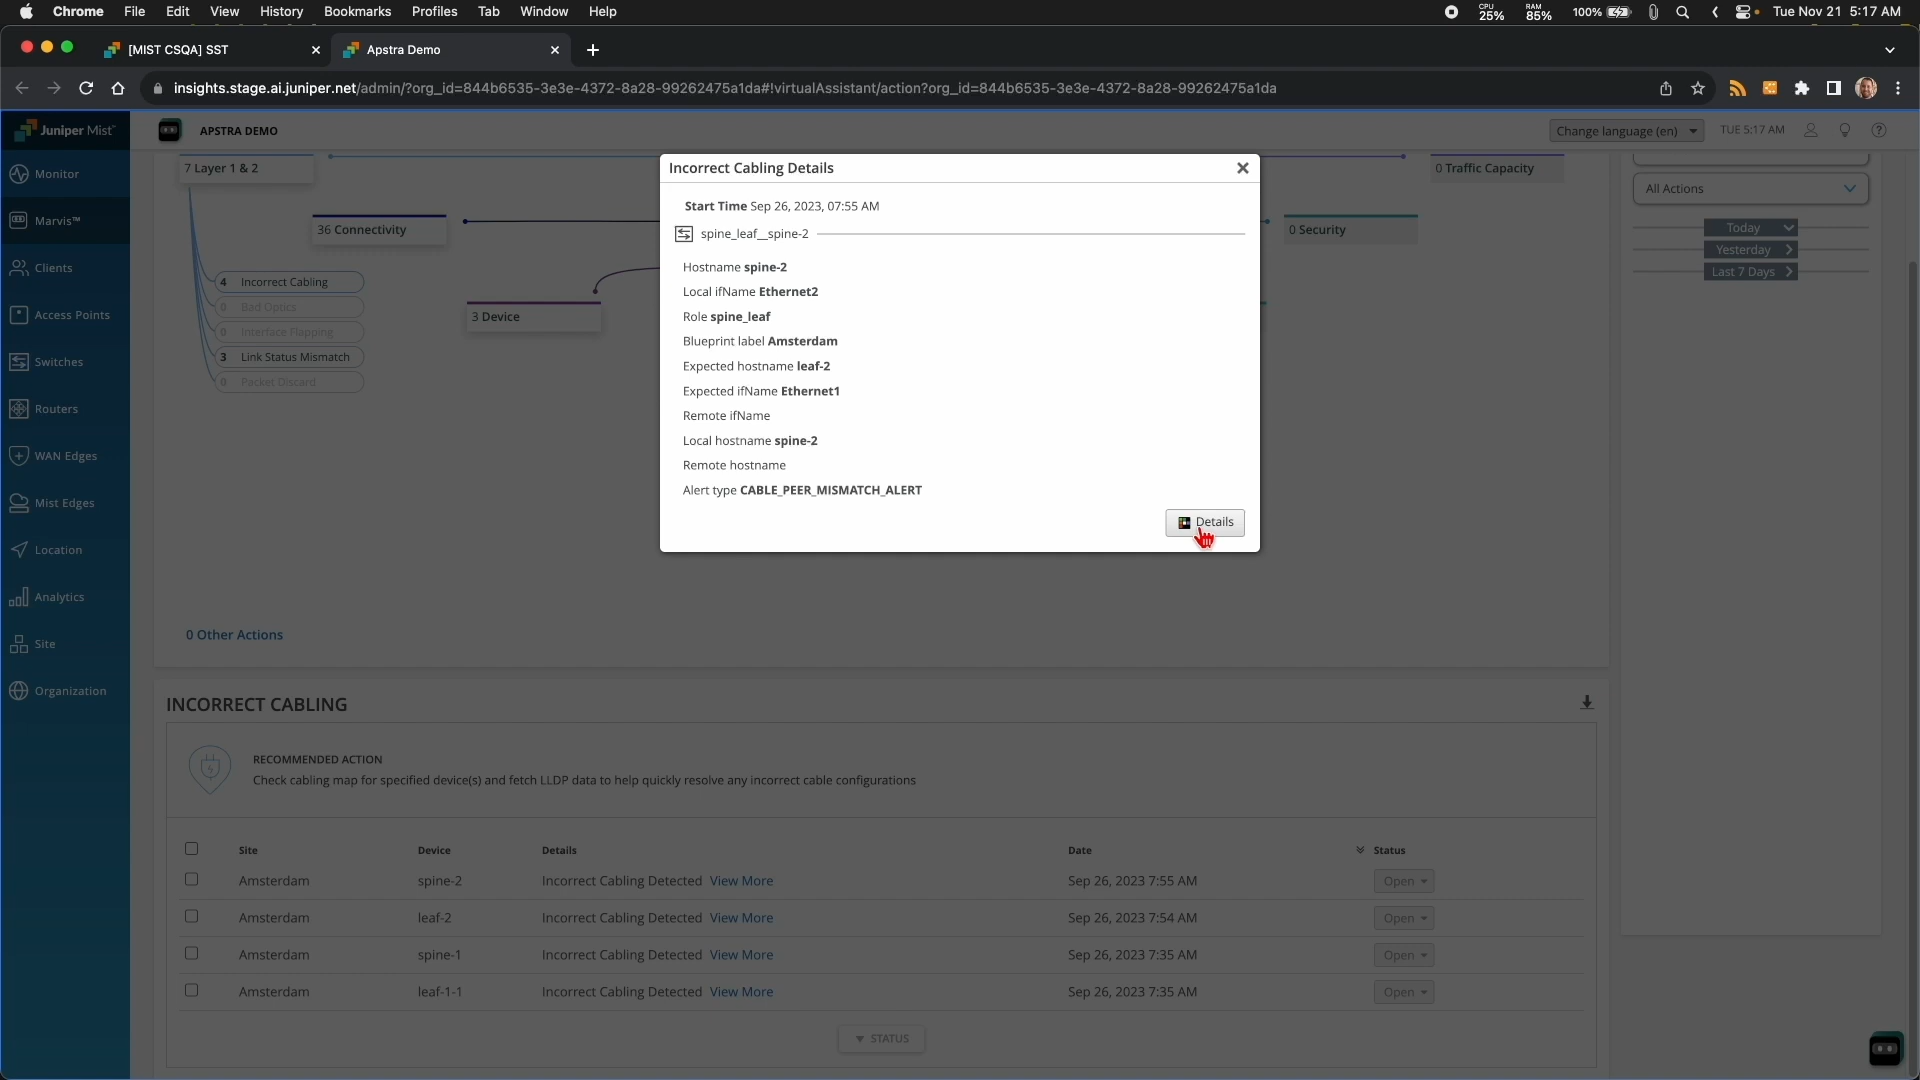 Chrome File Edit View History Bookmarks Profiles Tab Window Help
CPU 25% RAM 85% 100% Tue Nov 21 5:17 AM
[MIST CSQA] SST
Apstra Demo
insights.stage.ai.juniper.net/admin/?org_id=844b6535-3e3e-4372-8a28-99262475a1da#!virtualAssistant/action?org_id=844b6535-3e3e-4372-8a28-99262475a1da
Juniper Mist™
APSTRA DEMO
Change language (en)
TUE 5:17 AM
Monitor
Marvis™
Clients
Access Points
Switches
Routers
WAN Edges
Mist Edges
Location
Analytics
Site
Organization
7 Layer 1 & 2
36 Connectivity
4 Incorrect Cabling
0 Bad Optics
0 Interface Flapping
3 Link Status Mismatch
0 Packet Discard
3 Device
0 Security
0 Traffic Capacity
All Actions
Today
Yesterday
Last 7 Days
Incorrect Cabling Details
Start Time Sep 26, 2023, 07:55 AM
spine_leaf__spine-2
Hostname spine-2
Local ifName Ethernet2
Role spine_leaf
Blueprint label Amsterdam
Expected hostname leaf-2
Expected ifName Ethernet1
Remote ifName
Local hostname spine-2
Remote hostname
Alert type CABLE_PEER_MISMATCH_ALERT
Details
0 Other Actions
INCORRECT CABLING
RECOMMENDED ACTION
Check cabling map for specified device(s) and fetch LLDP data to help quickly resolve any incorrect cable configurations
Site Device Details Date Status
Amsterdam spine-2 Incorrect Cabling Detected View More Sep 26, 2023 7:55 AM Open
Amsterdam leaf-2 Incorrect Cabling Detected View More Sep 26, 2023 7:54 AM Open
Amsterdam spine-1 Incorrect Cabling Detected View More Sep 26, 2023 7:35 AM Open
Amsterdam leaf-1-1 Incorrect Cabling Detected View More Sep 26, 2023 7:35 AM Open
STATUS